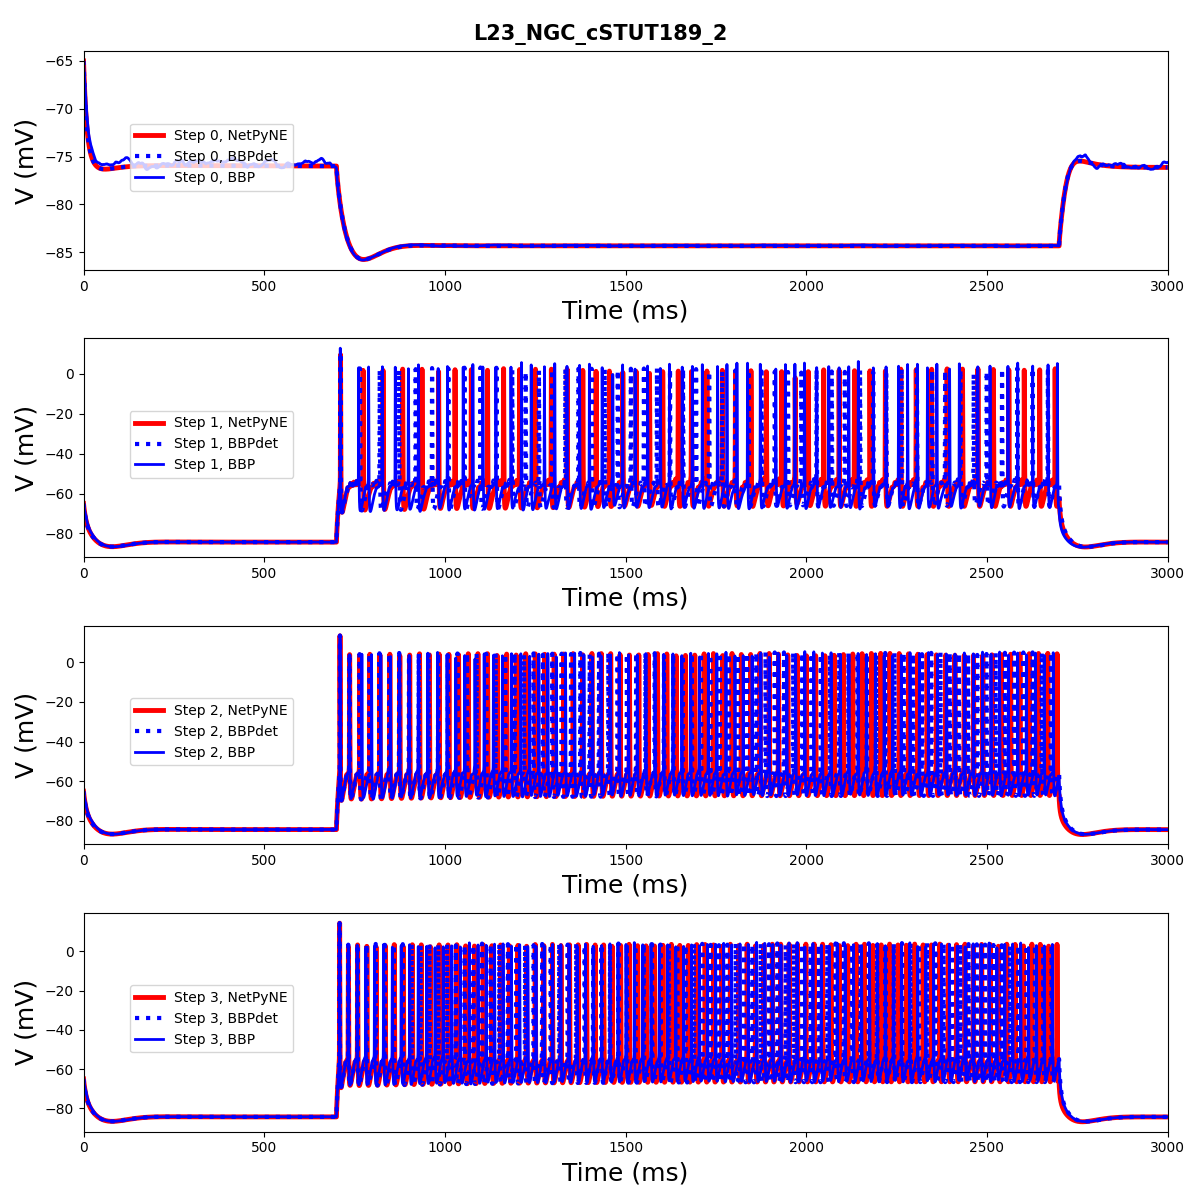 L23_NGC_cSTUT189_2
−65
−70
−75
−80
−85
V (mV)
Step 0, NetPyNE
Step 0, BBPdet
Step 0, BBP
0 500 1000 1500 2000 2500 3000
Time (ms)
0
−20
−40
−60
−80
V (mV)
Step 1, NetPyNE
Step 1, BBPdet
Step 1, BBP
0 500 1000 1500 2000 2500 3000
Time (ms)
0
−20
−40
−60
−80
V (mV)
Step 2, NetPyNE
Step 2, BBPdet
Step 2, BBP
0 500 1000 1500 2000 2500 3000
Time (ms)
0
−20
−40
−60
−80
V (mV)
Step 3, NetPyNE
Step 3, BBPdet
Step 3, BBP
0 500 1000 1500 2000 2500 3000
Time (ms)